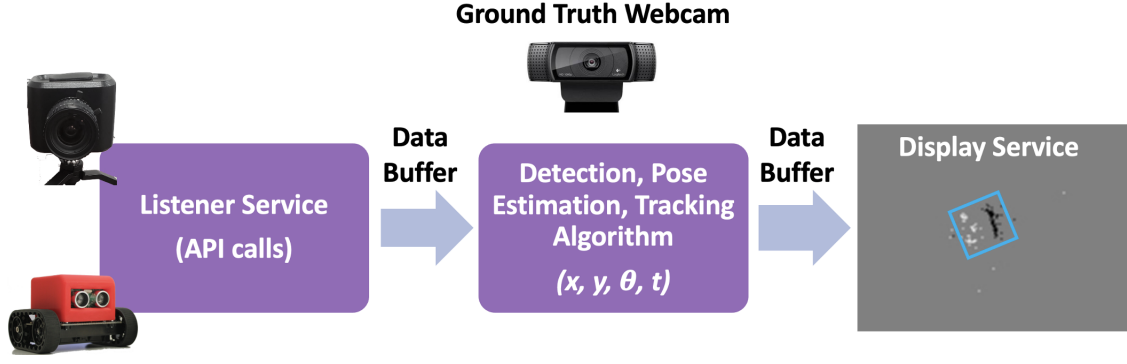 Ground Truth Webcam
Listener Service
(API calls)
Data
Buffer
Detection, Pose
Estimation, Tracking
Algorithm
(x, y, θ, t)
Data
Buffer
Display Service